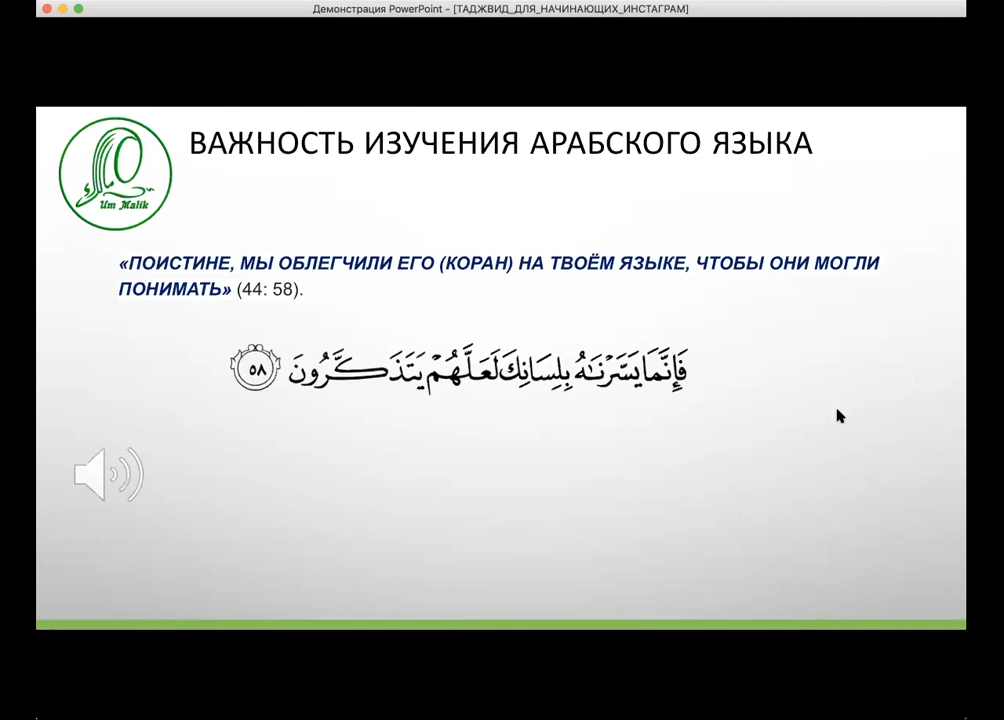 Демонстрация PowerPoint - [ТАДЖВИД_ДЛЯ_НАЧИНАЮЩИХ_ИНСТАГРАМ]
ВАЖНОСТЬ ИЗУЧЕНИЯ АРАБСКОГО ЯЗЫКА
Um Malik
«ПОИСТИНЕ, МЫ ОБЛЕГЧИЛИ ЕГО (КОРАН) НА ТВОЁМ ЯЗЫКЕ, ЧТОБЫ ОНИ МОГЛИ
ПОНИМАТЬ» (44: 58).
فَإِنَّمَا يَسَّرْنَـٰهُ بِلِسَانِكَ لَعَلَّهُمْ يَتَذَكَّرُونَ ٥٨